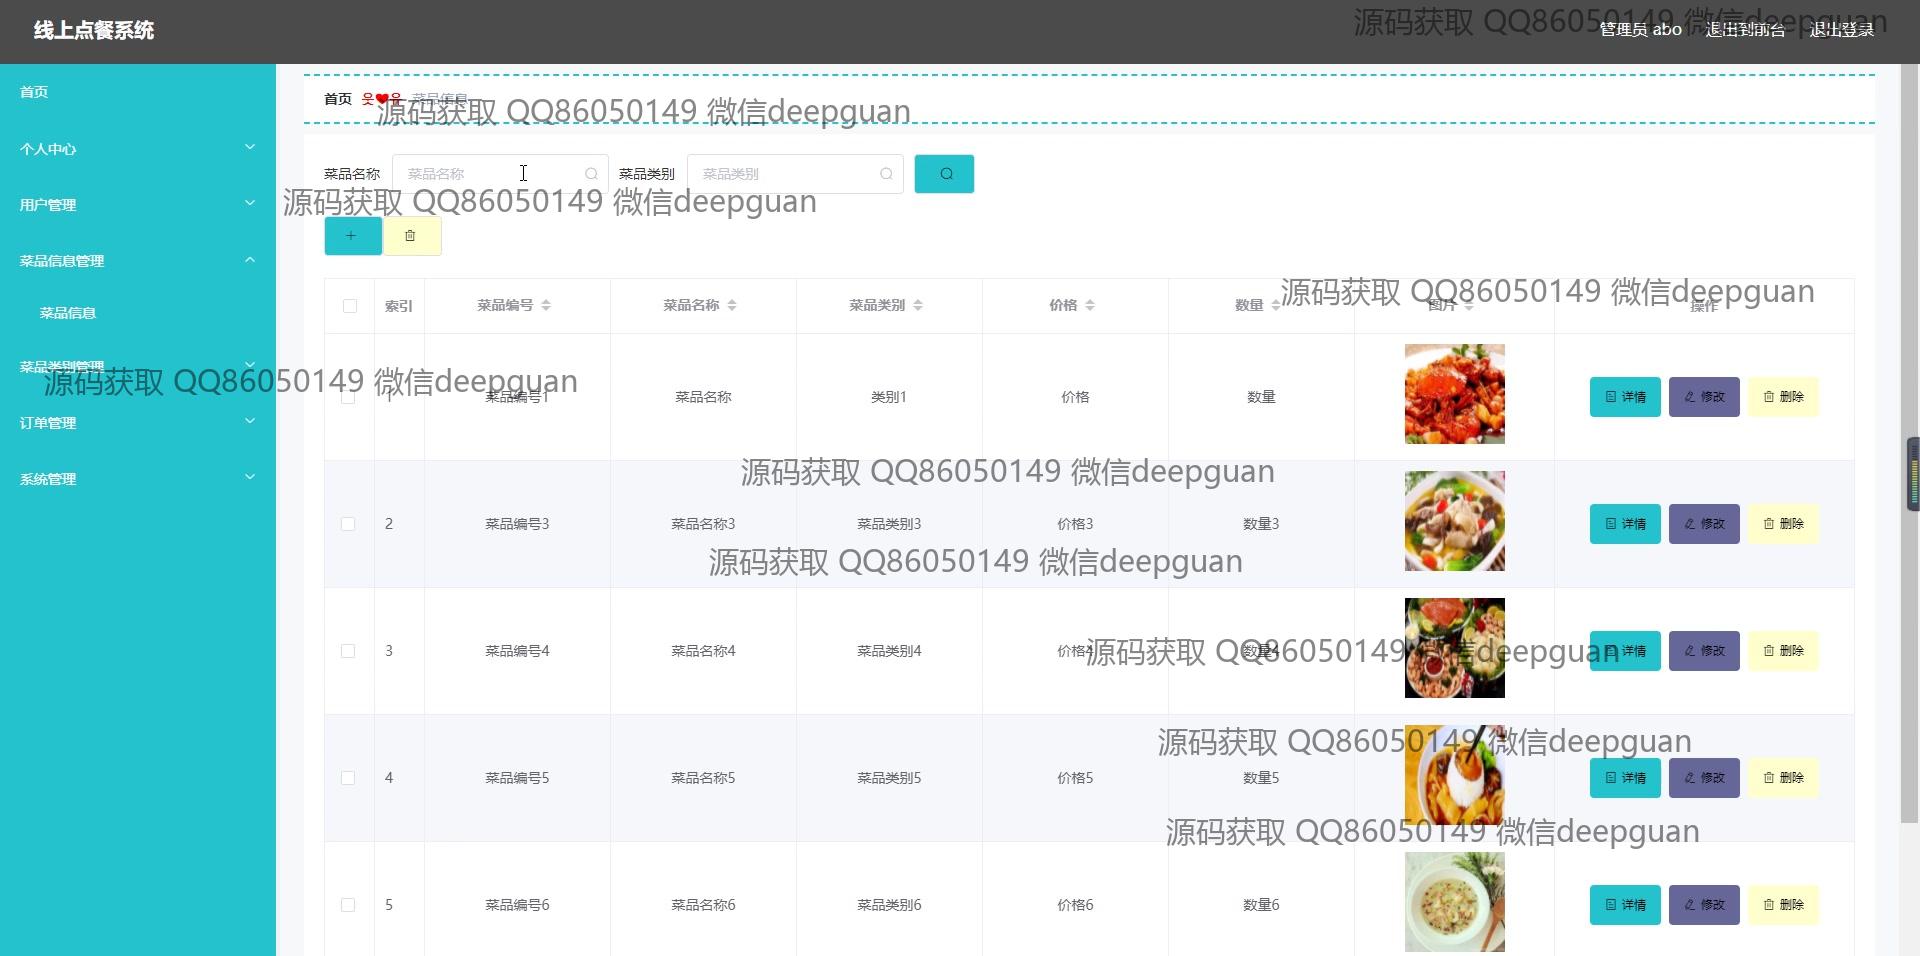 线上点餐系统
管理员 abo 退出到前台 退出登录
源码获取 QQ86050149 微信deepguan
首页
首页 菜品信息
源码获取 QQ86050149 微信deepguan
个人中心
菜品名称 菜品名称 菜品类别 菜品类别
用户管理
源码获取 QQ86050149 微信deepguan
菜品信息管理
菜品信息
索引 菜品编号 菜品名称 菜品类别 价格 数量 图片 操作
源码获取 QQ86050149 微信deepguan
菜品类别管理
源码获取 QQ86050149 微信deepguan
1 菜品编号1 菜品名称 类别1 价格 数量 详情 修改 删除
订单管理
源码获取 QQ86050149 微信deepguan
系统管理
2 菜品编号3 菜品名称3 菜品类别3 价格3 数量3 详情 修改 删除
源码获取 QQ86050149 微信deepguan
3 菜品编号4 菜品名称4 菜品类别4 价格4 数量4 详情 修改 删除
源码获取 QQ86050149 微信deepguan
源码获取 QQ86050149 微信deepguan
4 菜品编号5 菜品名称5 菜品类别5 价格5 数量5 详情 修改 删除
源码获取 QQ86050149 微信deepguan
5 菜品编号6 菜品名称6 菜品类别6 价格6 数量6 详情 修改 删除